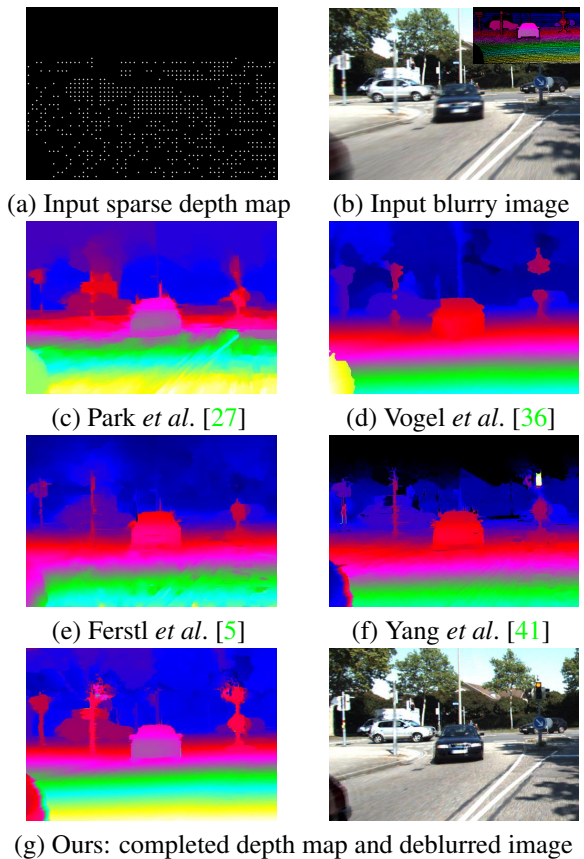 (a) Input sparse depth map
(b) Input blurry image
(c) Park et al. [27]
(d) Vogel et al. [36]
(e) Ferstl et al. [5]
(f) Yang et al. [41]
(g) Ours: completed depth map and deblurred image